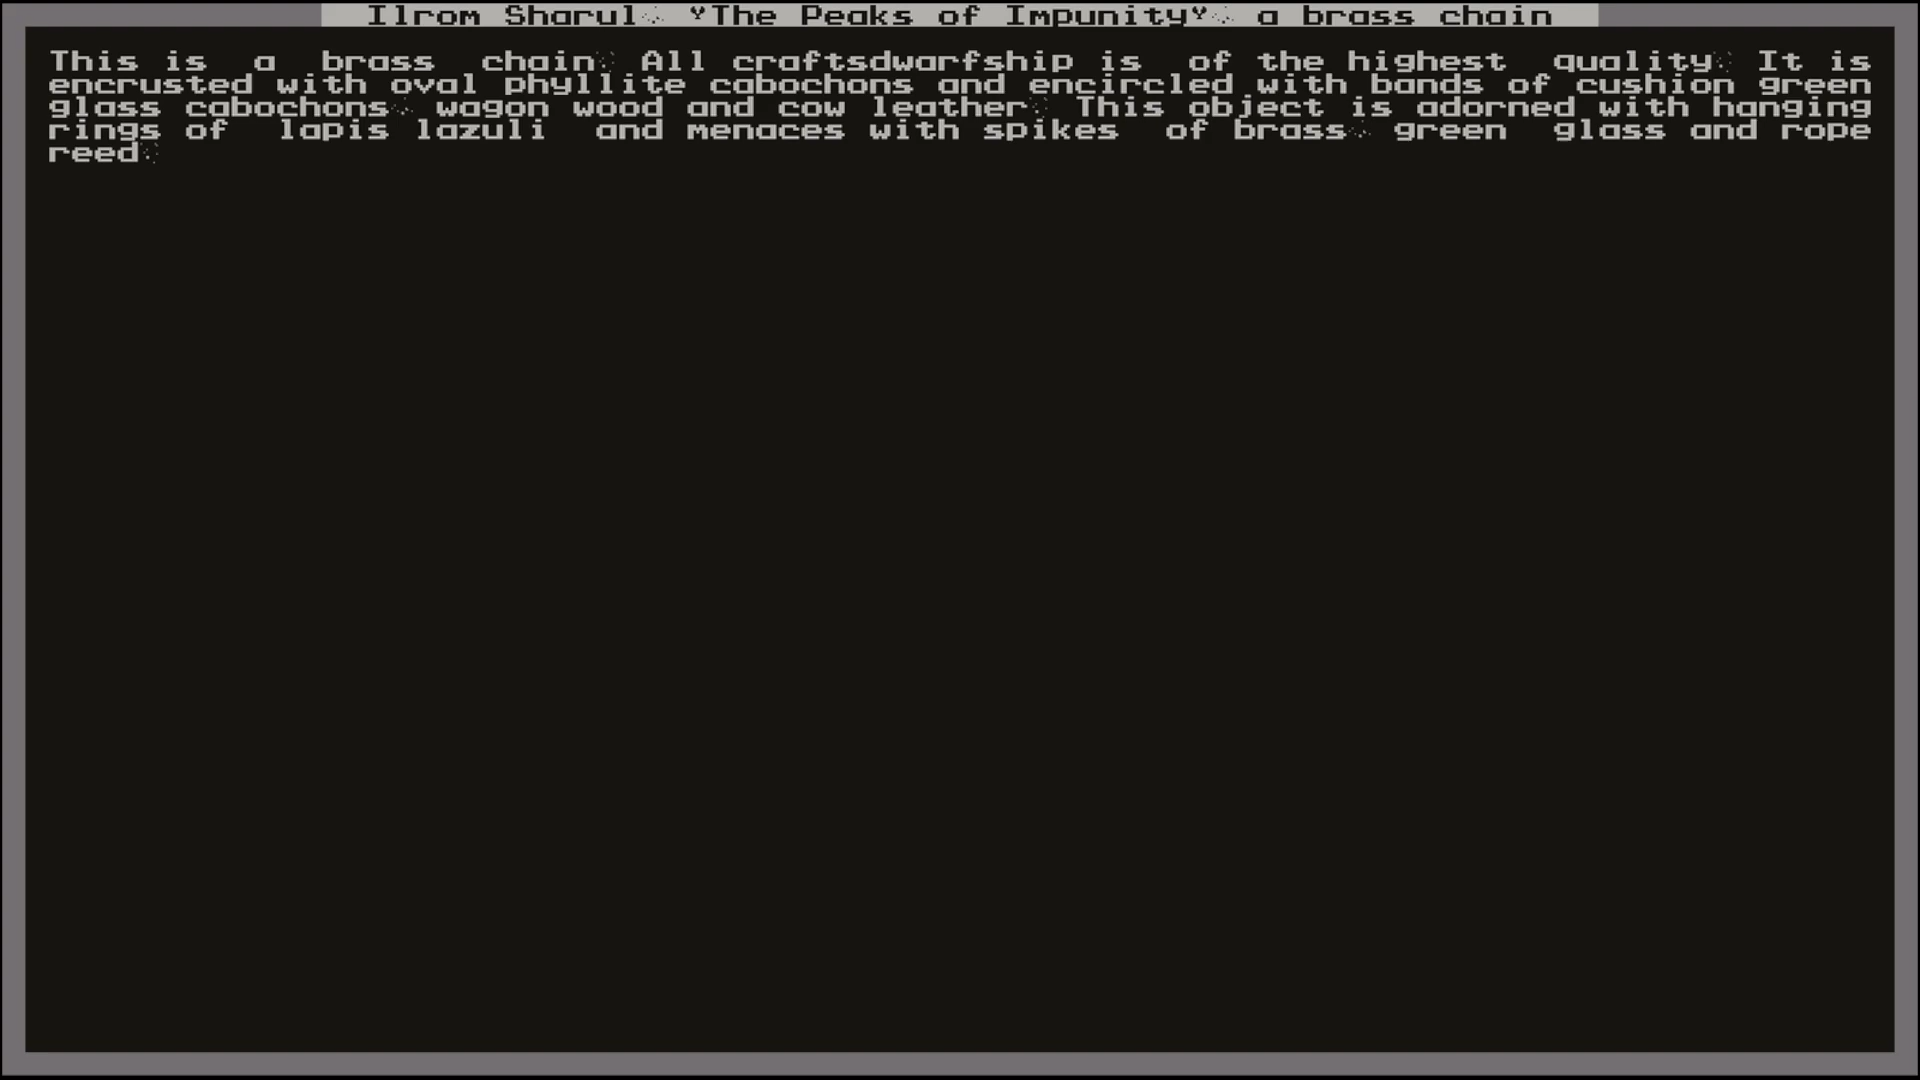 Ilrom Sharul, "The Peaks of Impunity", a brass chain
This is a brass chain. All craftsdwarfship is of the highest quality. It is
encrusted with oval phyllite cabochons and encircled with bands of cushion green
glass cabochons, wagon wood and cow leather. This object is adorned with hanging
rings of lapis lazuli and menaces with spikes of brass, green glass and rope
reed.